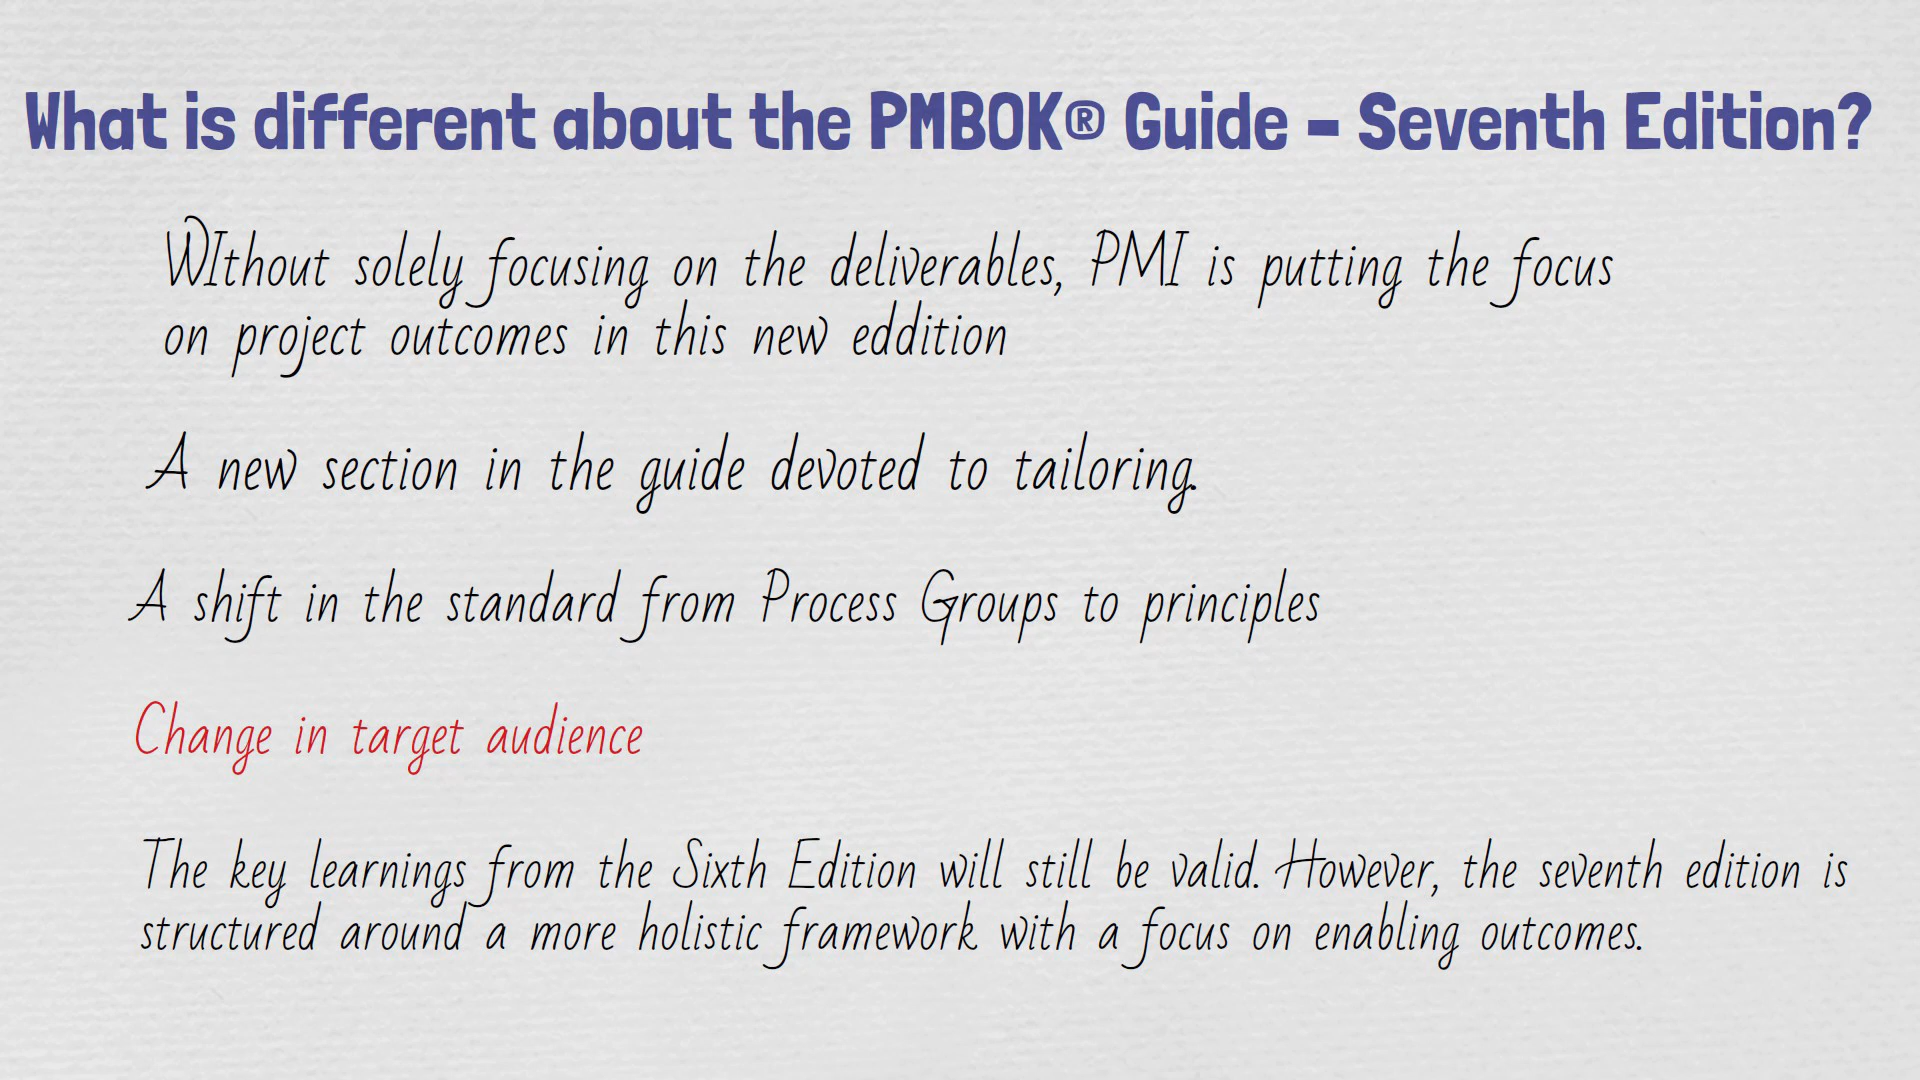 What is different about the PMBOK® Guide – Seventh Edition?
WIthout solely focusing on the deliverables, PMI is putting the focus
on project outcomes in this new eddition
A new section in the guide devoted to tailoring.
A shift in the standard from Process Groups to principles
Change in target audience
The key learnings from the Sixth Edition will still be valid. However, the seventh edition is
structured around a more holistic framework with a focus on enabling outcomes.